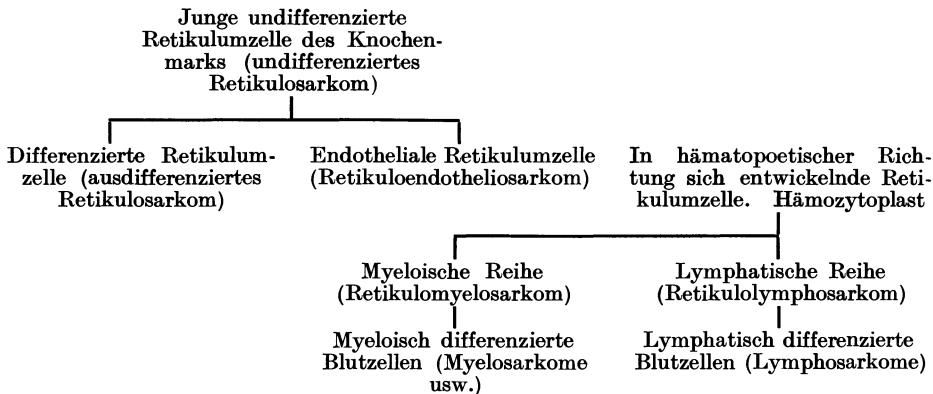 Junge undifferenzierte
Retikulumzelle des Knochen-
marks (undifferenziertes
Retikulosarkom)
Differenzierte Retikulum-
zelle (ausdifferenziertes
Retikulosarkom)
Endotheliale Retikulumzelle
(Retikuloendotheliosarkom)
In hämatopoetischer Rich-
tung sich entwickelnde Reti-
kulumzelle. Hämozytoplast
Myeloische Reihe
(Retikulomyelosarkom)
Myeloisch differenzierte
Blutzellen (Myelosarkome
usw.)
Lymphatische Reihe
(Retikulolymphosarkom)
Lymphatisch differenzierte
Blutzellen (Lymphosarkome)